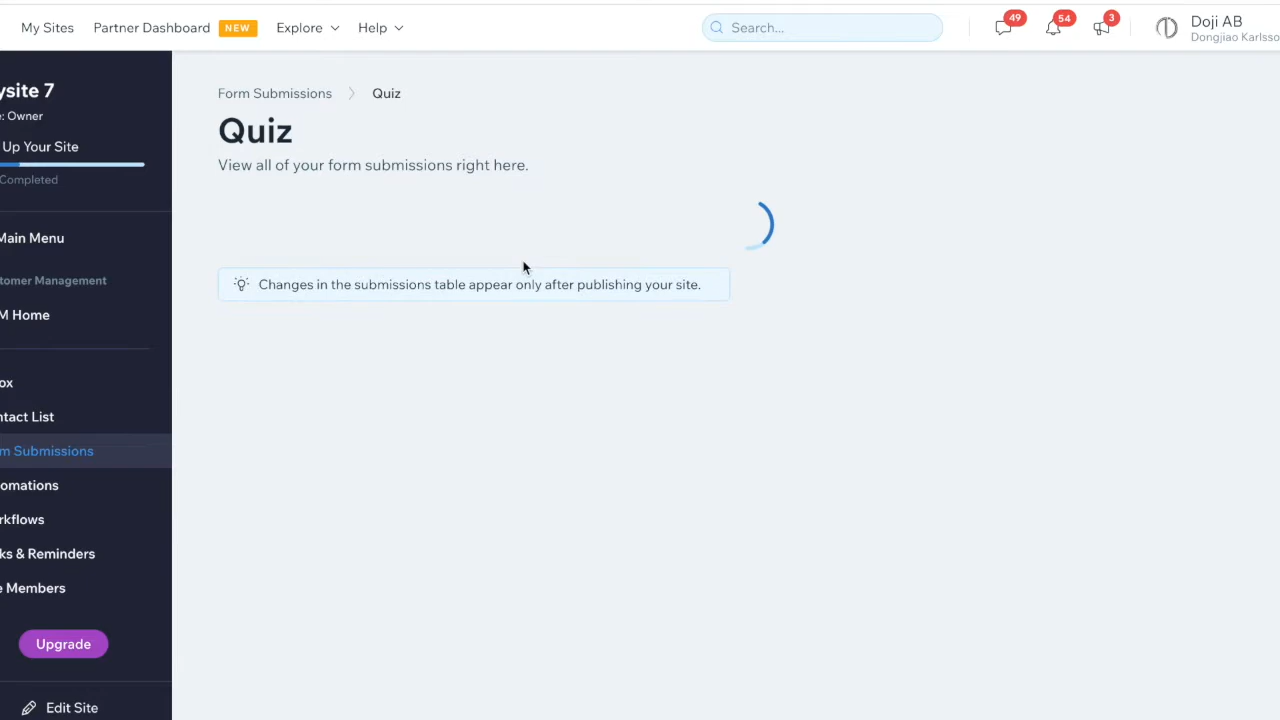 My Sites
Partner Dashboard NEW
Explore
Help
Search...
49
54
3
Doji AB
Dongjiao Karlsso
ysite 7
e: Owner
Up Your Site
Completed
Main Menu
tomer Management
M Home
ox
ntact List
m Submissions
omations
rkflows
ks & Reminders
e Members
Upgrade
Edit Site
Form Submissions > Quiz
Quiz
View all of your form submissions right here.
Changes in the submissions table appear only after publishing your site.